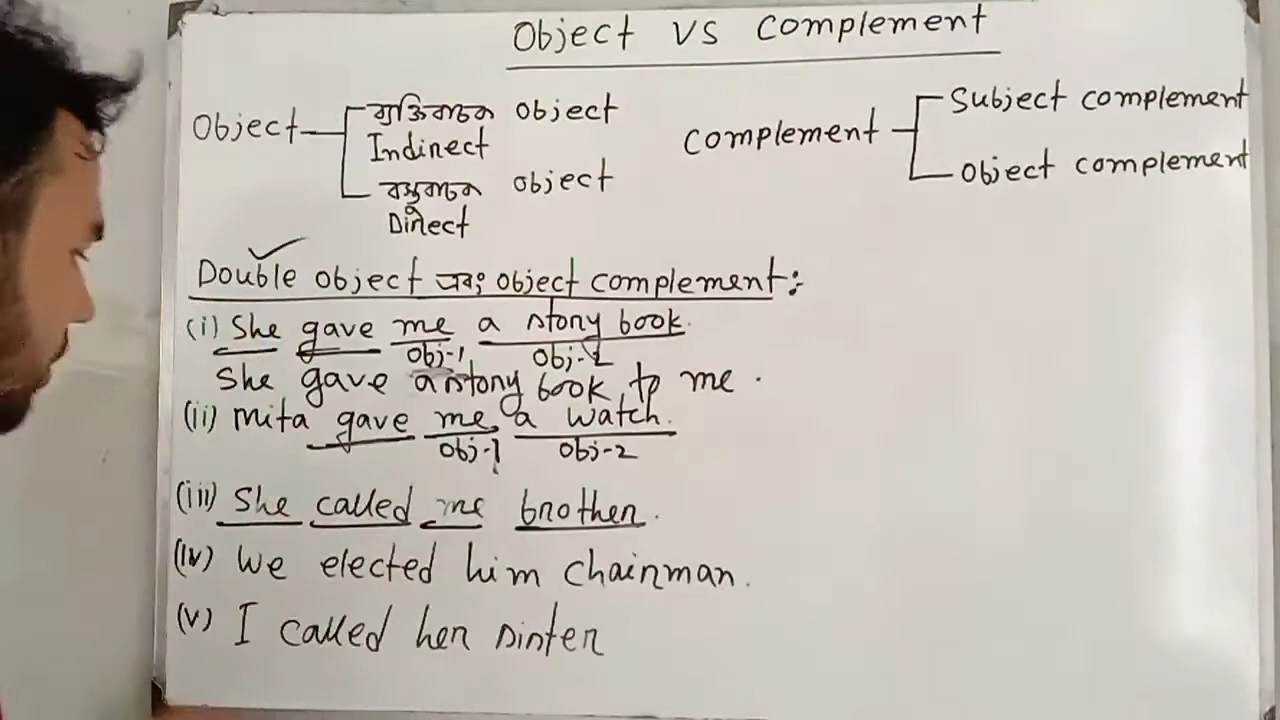 Object vs Complement
Object
ব্যক্তিবাচক object
Indirect
বস্তুবাচক object
Direct
complement
Subject complement
object complement
Double object এবং object complement:
(i) She gave me a story book.
obj-1 obj-2
She gave a story book to me.
(ii) Mita gave me a watch.
obj-1 obj-2
(iii) She called me brother.
(iv) We elected him chairman.
(v) I called her sister